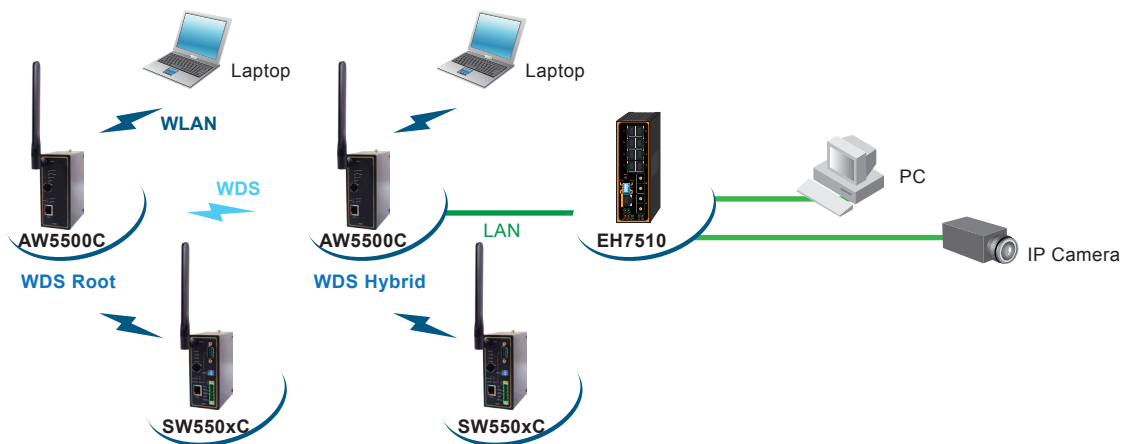 Laptop
Laptop
WLAN
PC
WDS
LAN
AW5500C
AW5500C
EH7510
IP Camera
WDS Root
WDS Hybrid
SW550xC
SW550xC